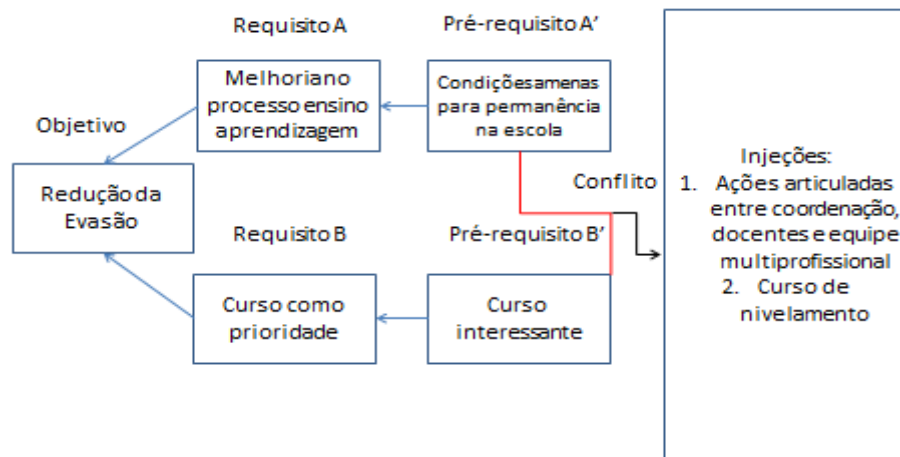 Requisito A
Pré-requisito A’
Melhoriano
processo ensino
aprendizagem
Condiçõesamenas
para permanência
na escola
Objetivo
Redução da
Evasão
Conflito
Requisito B
Pré-requisito B’
Curso como
prioridade
Curso
interessante
Injeções:
1. Ações articuladas
entre coordenação,
docentes e equipe
multiprofissional
2. Curso de
nivelamento